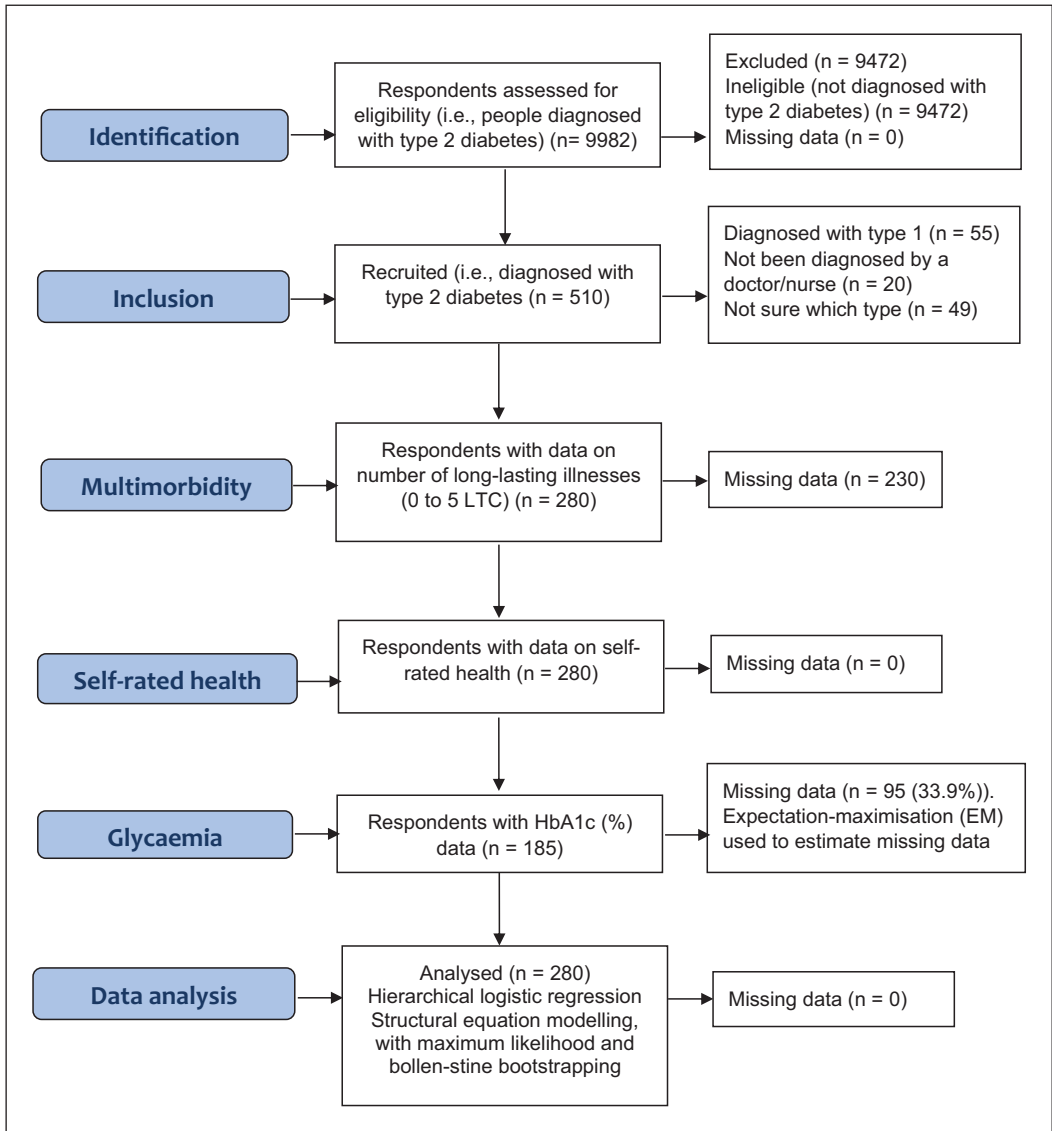 Identification
Respondents assessed for
eligibility (i.e., people diagnosed
with type 2 diabetes) (n= 9982)
Excluded (n = 9472)
Ineligible (not diagnosed with
type 2 diabetes) (n = 9472)
Missing data (n = 0)
Inclusion
Recruited (i.e., diagnosed with
type 2 diabetes (n = 510)
Diagnosed with type 1 (n = 55)
Not been diagnosed by a
doctor/nurse (n = 20)
Not sure which type (n = 49)
Multimorbidity
Respondents with data on
number of long-lasting illnesses
(0 to 5 LTC) (n = 280)
Missing data (n = 230)
Self-rated health
Respondents with data on self-
rated health (n = 280)
Missing data (n = 0)
Glycaemia
Respondents with HbA1c (%)
data (n = 185)
Missing data (n = 95 (33.9%)).
Expectation-maximisation (EM)
used to estimate missing data
Data analysis
Analysed (n = 280)
Hierarchical logistic regression
Structural equation modelling,
with maximum likelihood and
bollen-stine bootstrapping
Missing data (n = 0)